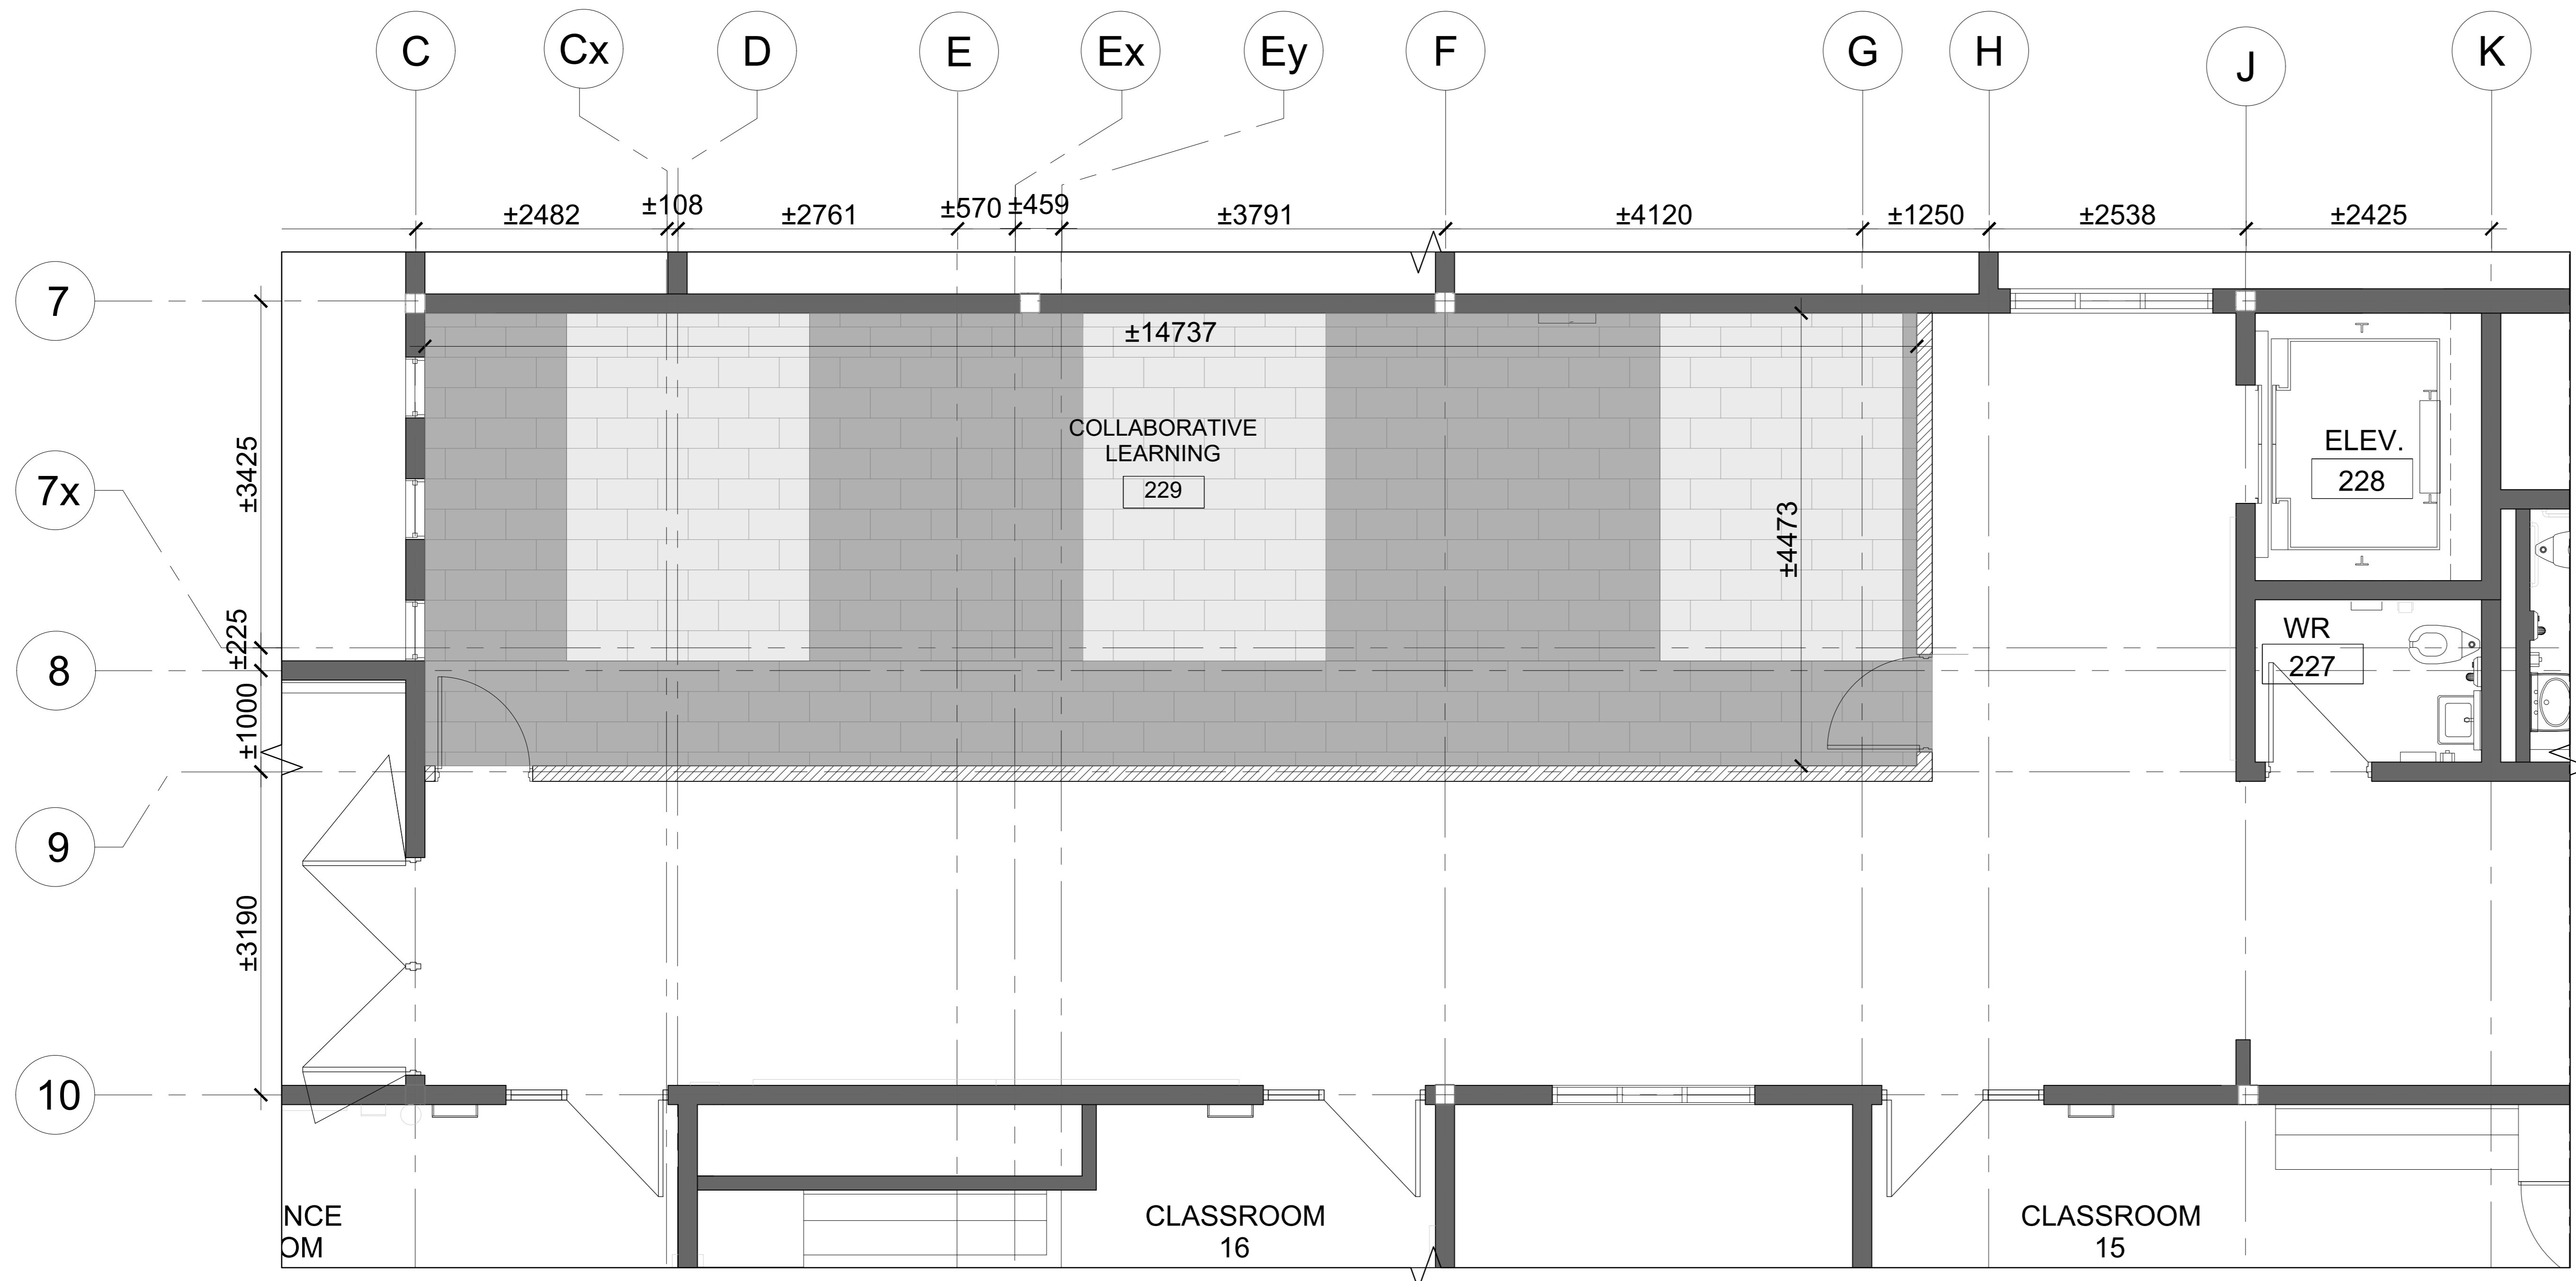 C
Cx
D
E
Ex
Ey
F
G
H
J
K
±2482
±108
±2761
±570
±459
±3791
±4120
±1250
±2538
±2425
7
7x
8
9
10
±3425
±225
±1000
±3190
±14737
±4473
COLLABORATIVE
LEARNING
229
ELEV.
228
WR
227
NCE
OM
CLASSROOM
16
CLASSROOM
15